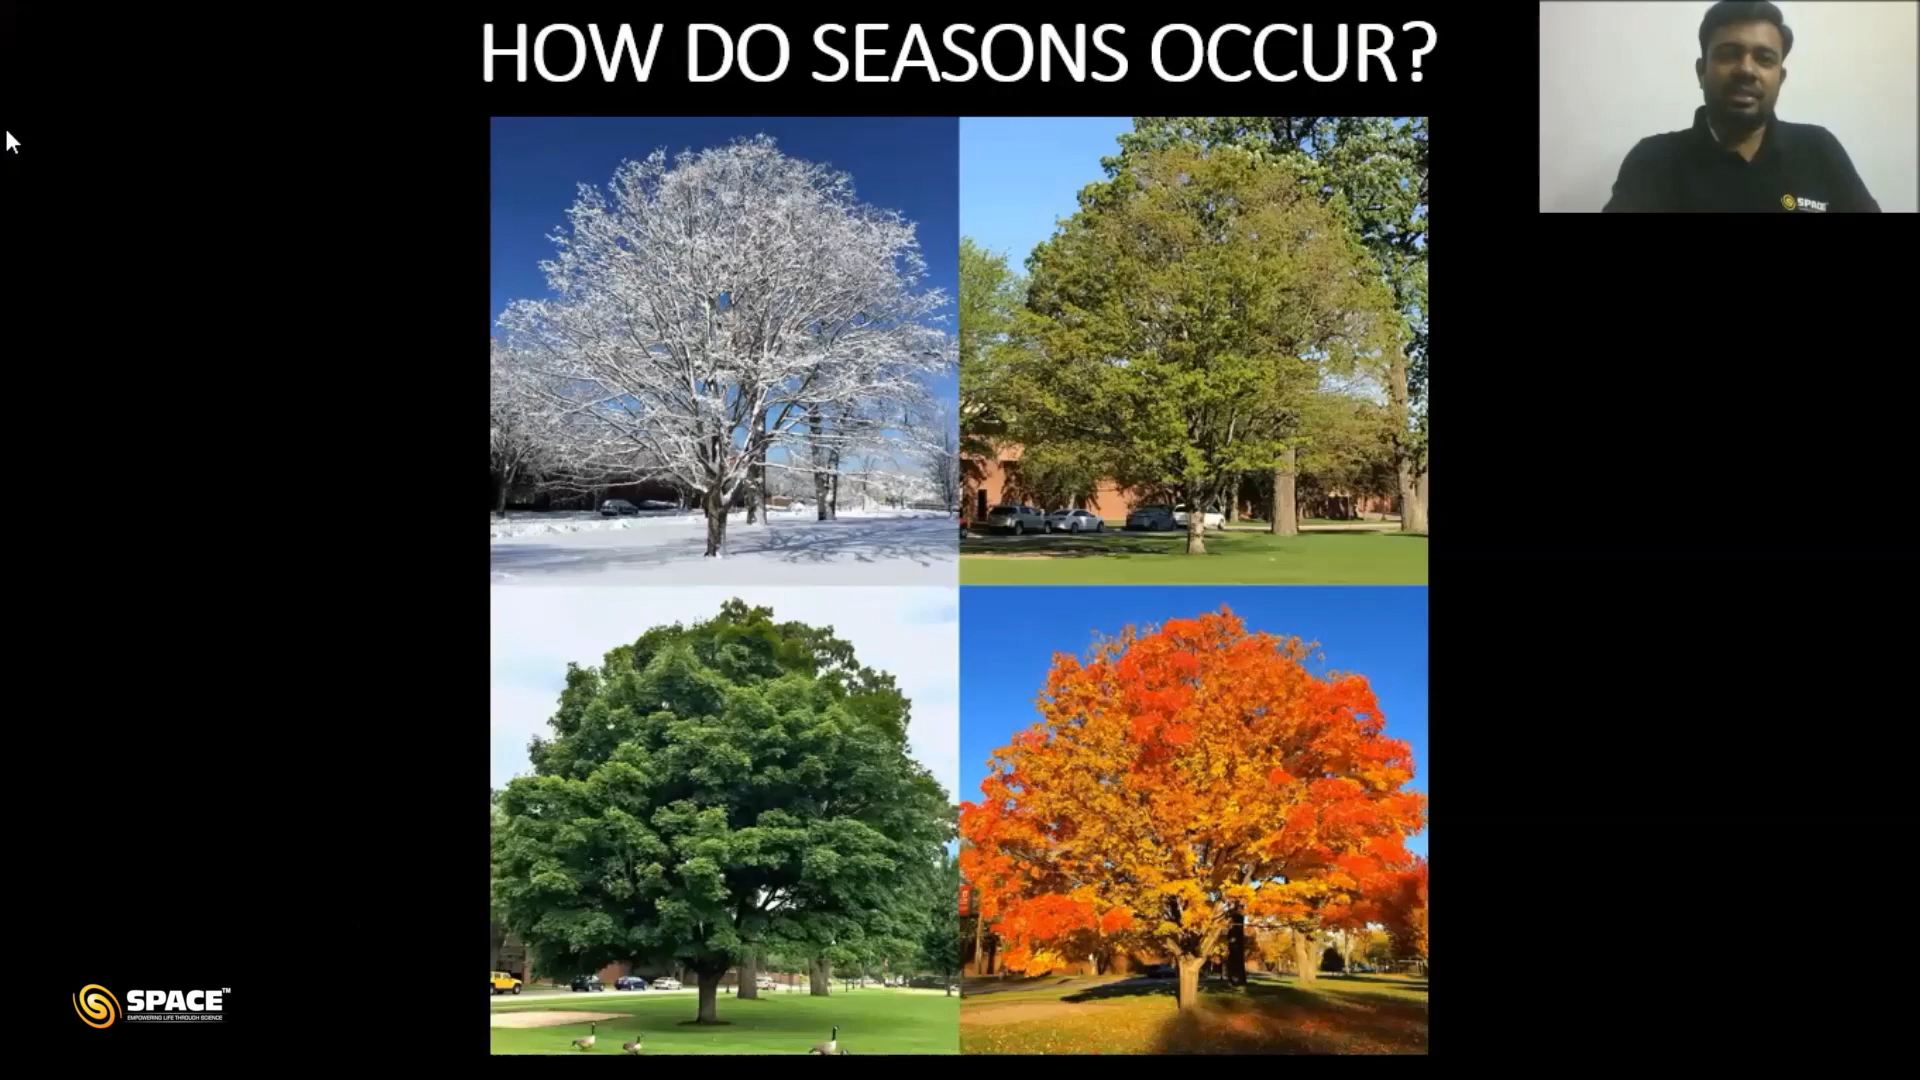 HOW DO SEASONS OCCUR?
SPACE
SPACE™
EMPOWERING LIFE THROUGH SCIENCE